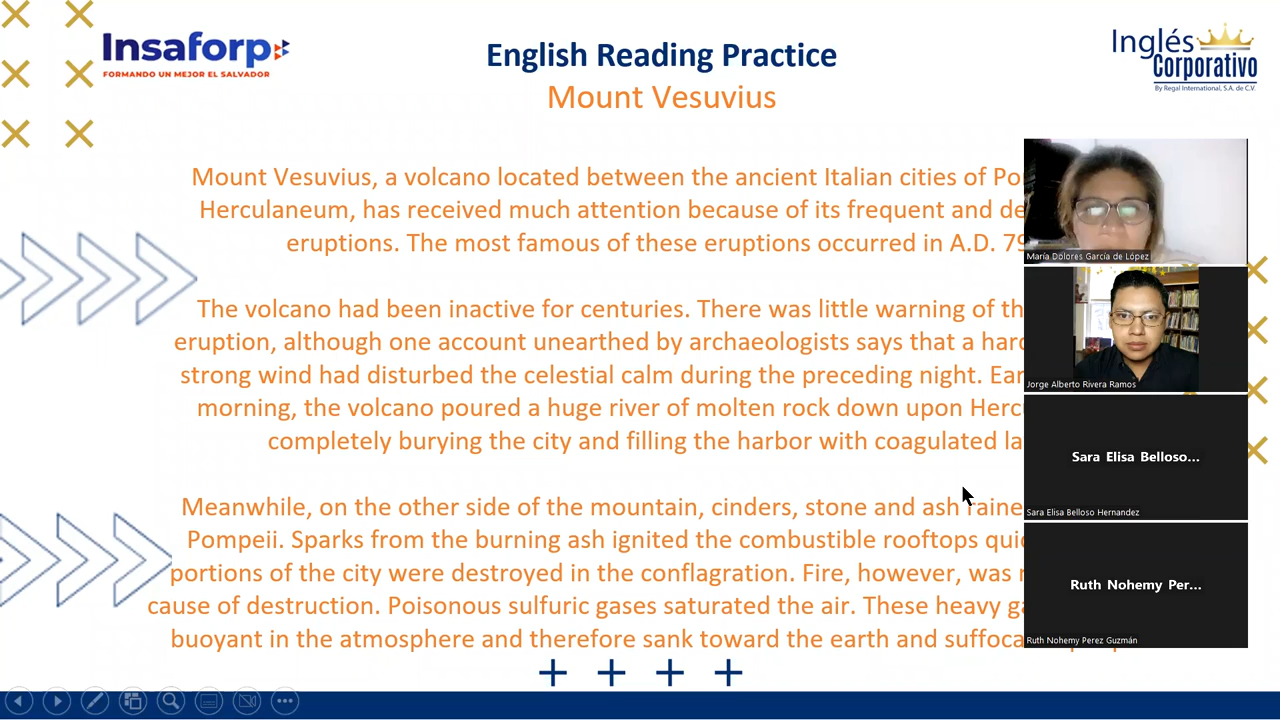 Insaforp
FORMANDO UN MEJOR EL SALVADOR
English Reading Practice
Mount Vesuvius
Inglés
Corporativo
By Regal International, S.A. de C.V.
Mount Vesuvius, a volcano located between the ancient Italian cities of Po
Herculaneum, has received much attention because of its frequent and de
eruptions. The most famous of these eruptions occurred in A.D. 79
The volcano had been inactive for centuries. There was little warning of th
eruption, although one account unearthed by archaeologists says that a hard
strong wind had disturbed the celestial calm during the preceding night. Ear
morning, the volcano poured a huge river of molten rock down upon Hercu
completely burying the city and filling the harbor with coagulated la
Meanwhile, on the other side of the mountain, cinders, stone and ash raine
Pompeii. Sparks from the burning ash ignited the combustible rooftops quic
portions of the city were destroyed in the conflagration. Fire, however, was
cause of destruction. Poisonous sulfuric gases saturated the air. These heavy ga
buoyant in the atmosphere and therefore sank toward the earth and suffoca
María Dolores García de López
Jorge Alberto Rivera Ramos
Sara Elisa Belloso...
Sara Elisa Belloso Hernandez
Ruth Nohemy Per...
Ruth Nohemy Perez Guzmán